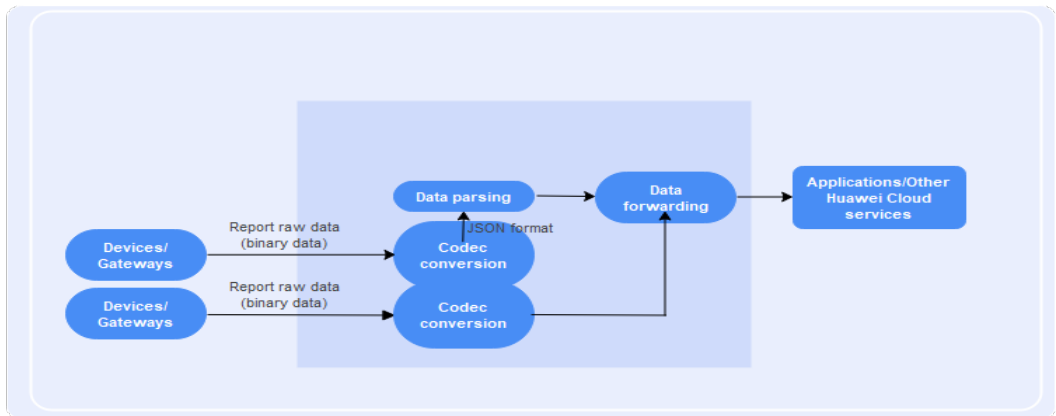 Data parsing
Data
forwarding
Applications/Other
Huawei Cloud
services
Report raw data
(binary data)
JSON format
Devices/
Gateways
Codec
conversion
Report raw data
(binary data)
Devices/
Gateways
Codec
conversion